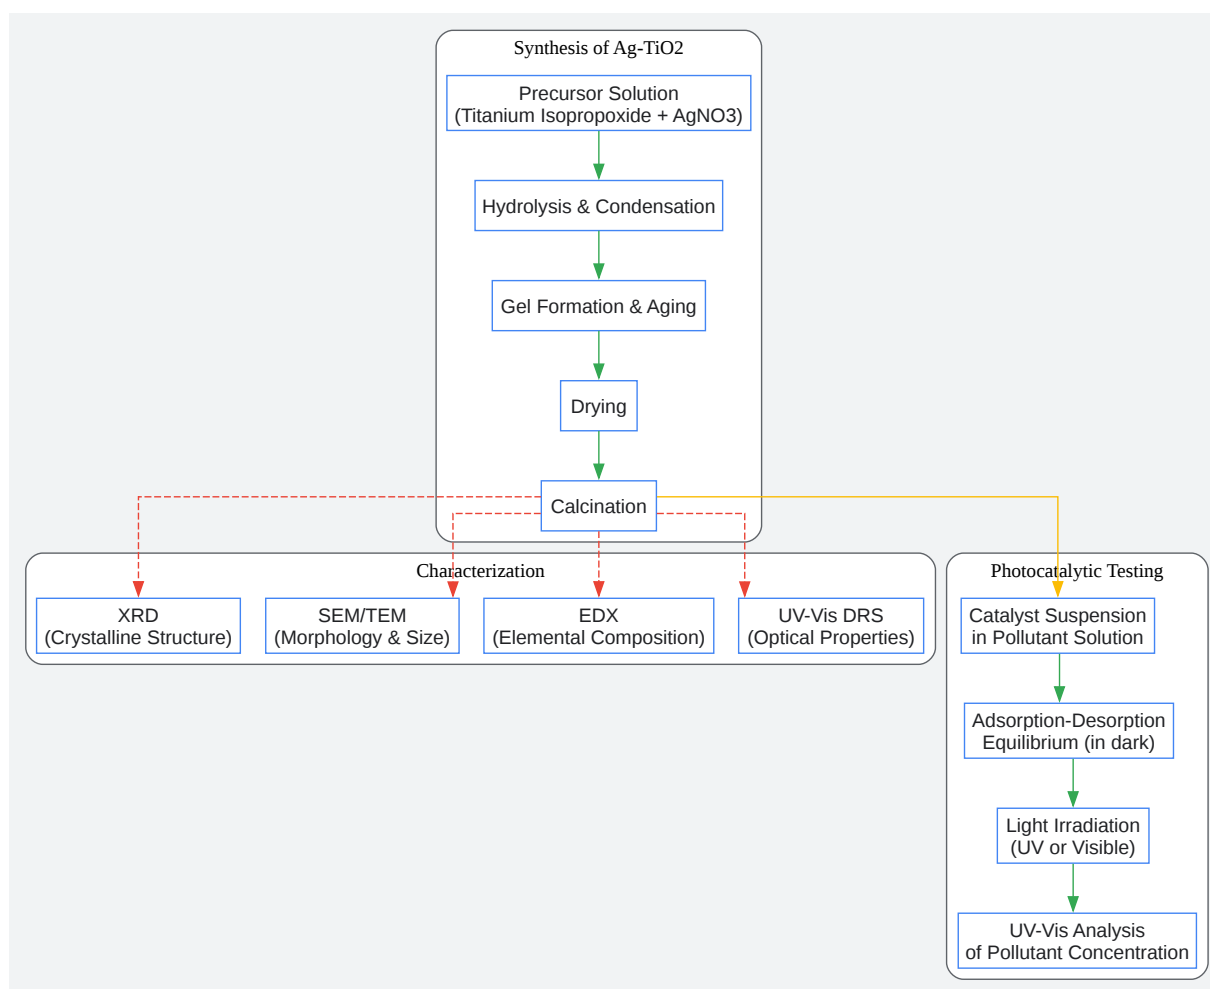 Synthesis of Ag-TiO2
Precursor Solution
(Titanium Isopropoxide + AgNO3)
Hydrolysis & Condensation
Gel Formation & Aging
Drying
Calcination
Characterization
XRD
(Crystalline Structure)
SEM/TEM
(Morphology & Size)
EDX
(Elemental Composition)
UV-Vis DRS
(Optical Properties)
Photocatalytic Testing
Catalyst Suspension
in Pollutant Solution
Adsorption-Desorption
Equilibrium (in dark)
Light Irradiation
(UV or Visible)
UV-Vis Analysis
of Pollutant Concentration